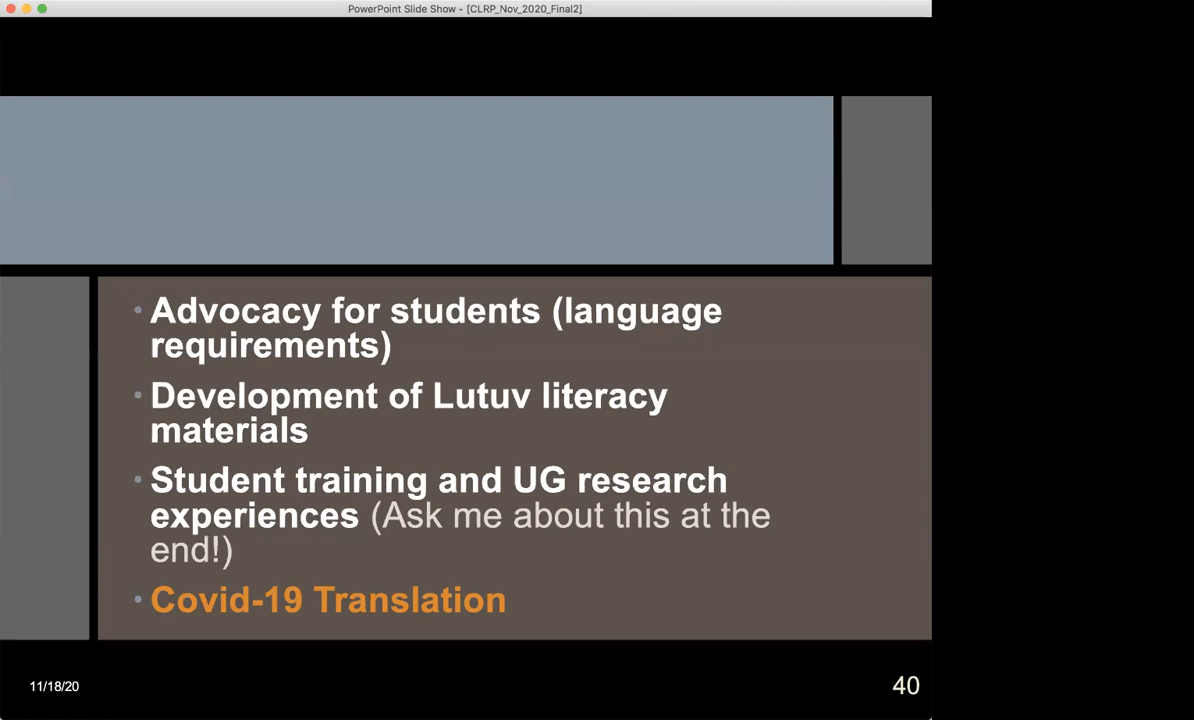 PowerPoint Slide Show - [CLRP_Nov_2020_Final2]
• Advocacy for students (language
requirements)
• Development of Lutuv literacy
materials
• Student training and UG research
experiences (Ask me about this at the
end!)
• Covid-19 Translation
11/18/20
40